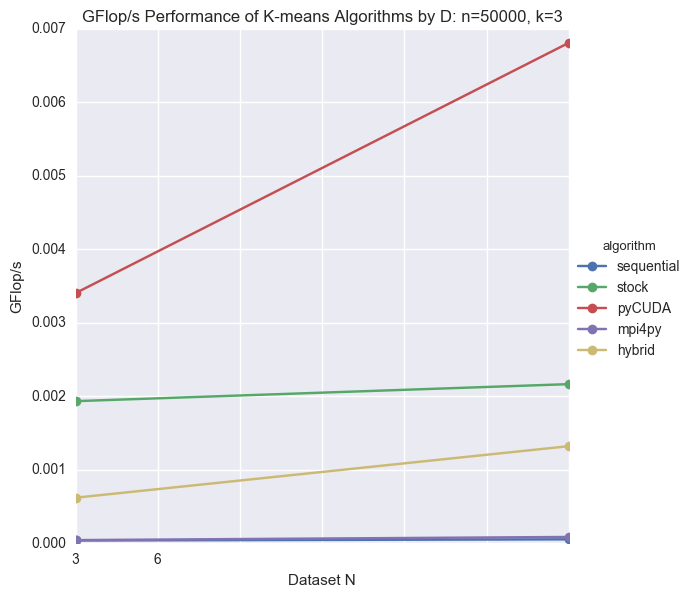 GFlop/s Performance of K-means Algorithms by D: n=50000, k=3
0.007
0.006
0.005
0.004
0.003
0.002
0.001
0.000
GFlop/s
3 6
Dataset N
algorithm
sequential
stock
pyCUDA
mpi4py
hybrid